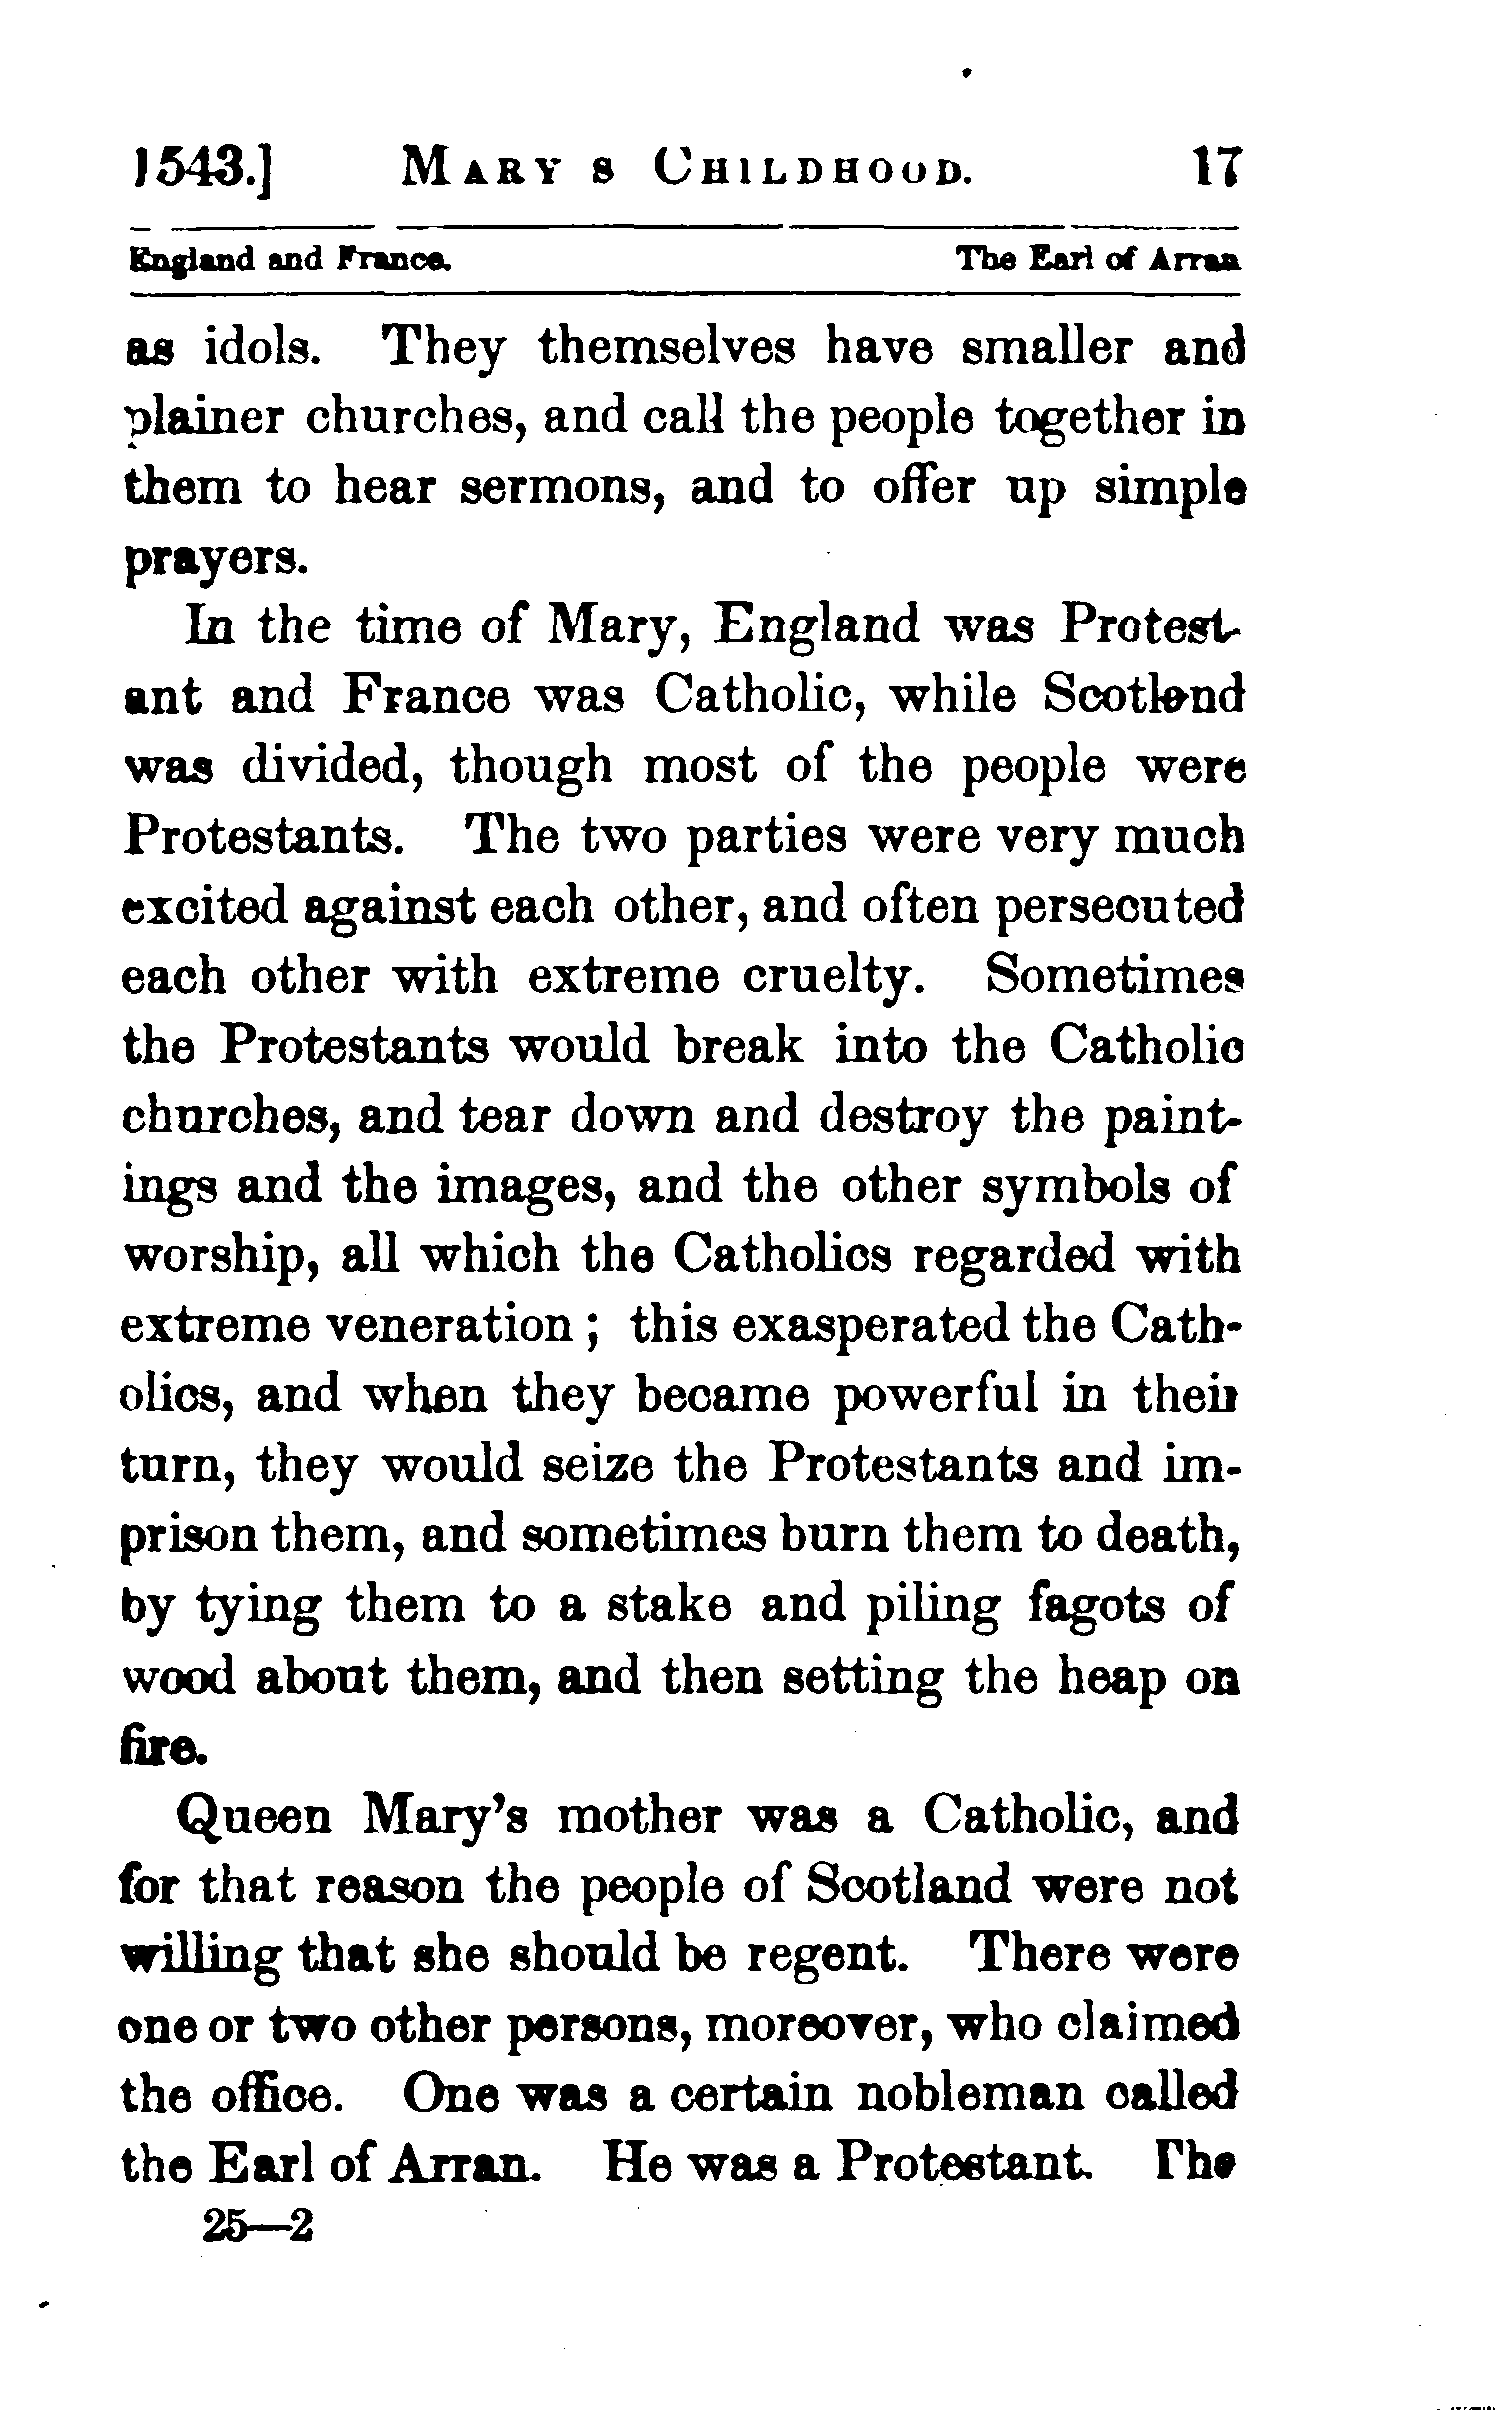 1543.] MARY'S CHILDHOOD. 17
England and France. The Earl of Arran
as idols. They themselves have smaller and
plainer churches, and call the people together in
them to hear sermons, and to offer up simple
prayers.
In the time of Mary, England was Protest-
ant and France was Catholic, while Scotland
was divided, though most of the people were
Protestants. The two parties were very much
excited against each other, and often persecuted
each other with extreme cruelty. Sometimes
the Protestants would break into the Catholic
churches, and tear down and destroy the paint-
ings and the images, and the other symbols of
worship, all which the Catholics regarded with
extreme veneration; this exasperated the Cath-
olics, and when they became powerful in their
turn, they would seize the Protestants and im-
prison them, and sometimes burn them to death,
by tying them to a stake and piling fagots of
wood about them, and then setting the heap on
fire.
Queen Mary's mother was a Catholic, and
for that reason the people of Scotland were not
willing that she should be regent. There were
one or two other persons, moreover, who claimed
the office. One was a certain nobleman called
the Earl of Arran. He was a Protestant. The
25—2